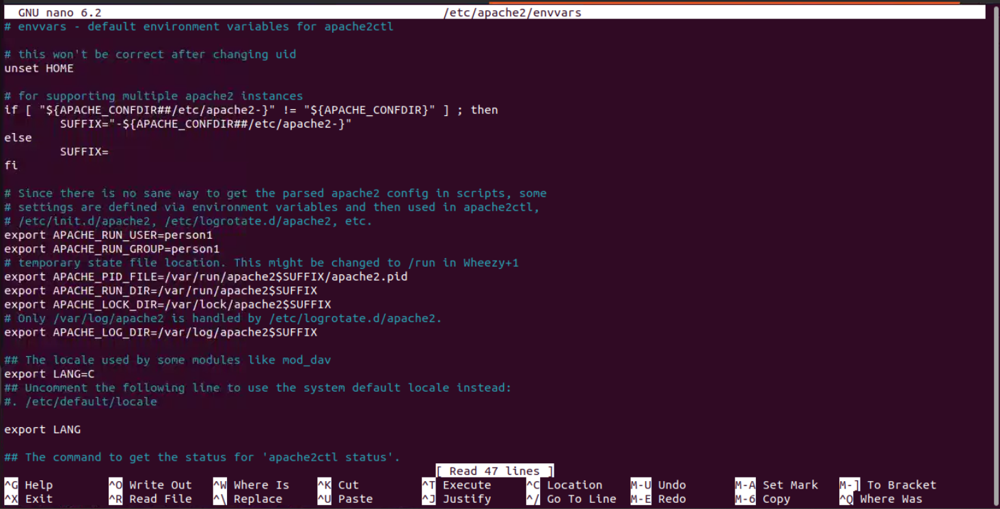 GNU nano 6.2 /etc/apache2/envvars
# envvars - default environment variables for apache2ctl
# this won't be correct after changing uid
unset HOME
# for supporting multiple apache2 instances
if [ "${APACHE_CONFDIR##/etc/apache2-}" != "${APACHE_CONFDIR}" ] ; then
        SUFFIX="-${APACHE_CONFDIR##/etc/apache2-}"
else
        SUFFIX=
fi
# Since there is no sane way to get the parsed apache2 config in scripts, some
# settings are defined via environment variables and then used in apache2ctl,
# /etc/init.d/apache2, /etc/logrotate.d/apache2, etc.
export APACHE_RUN_USER=person1
export APACHE_RUN_GROUP=person1
# temporary state file location. This might be changed to /run in Wheezy+1
export APACHE_PID_FILE=/var/run/apache2$SUFFIX/apache2.pid
export APACHE_RUN_DIR=/var/run/apache2$SUFFIX
export APACHE_LOCK_DIR=/var/lock/apache2$SUFFIX
# Only /var/log/apache2 is handled by /etc/logrotate.d/apache2.
export APACHE_LOG_DIR=/var/log/apache2$SUFFIX
## The locale used by some modules like mod_dav
export LANG=C
## Uncomment the following line to use the system default locale instead:
#. /etc/default/locale
export LANG
## The command to get the status for 'apache2ctl status'.
[ Read 47 lines ]
^G Help ^O Write Out ^W Where Is ^K Cut ^T Execute ^C Location M-U Undo M-A Set Mark M-] To Bracket
^X Exit ^R Read File ^\ Replace ^U Paste ^J Justify ^/ Go To Line M-E Redo M-6 Copy ^Q Where Was